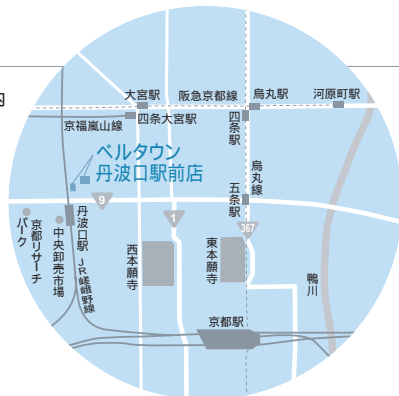 内
大宮駅
阪急京都線
烏丸駅
河原町駅
京福嵐山線
四条大宮駅
四条駅
ベルタウン
丹波口駅前店
烏丸線
五条駅
9
1
367
京都リサーチ
パーク
中央卸売市場
丹波口駅
JR嵯峨野線
西本願寺
東本願寺
鴨川
京都駅